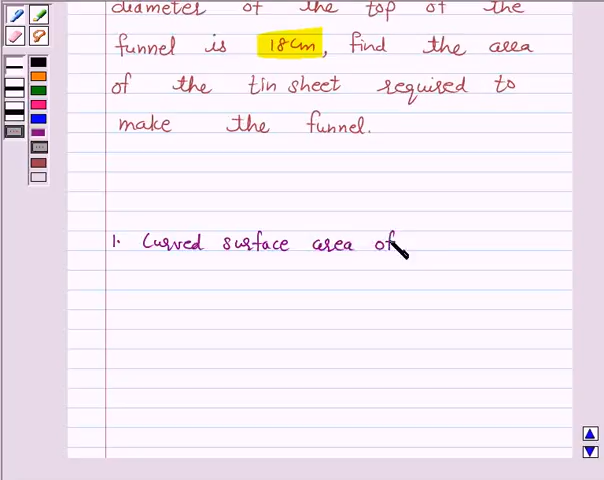 diameter of the top of the
funnel is 18cm, find the area
of the tin sheet required to
make the funnel.
1. Curved surface area of